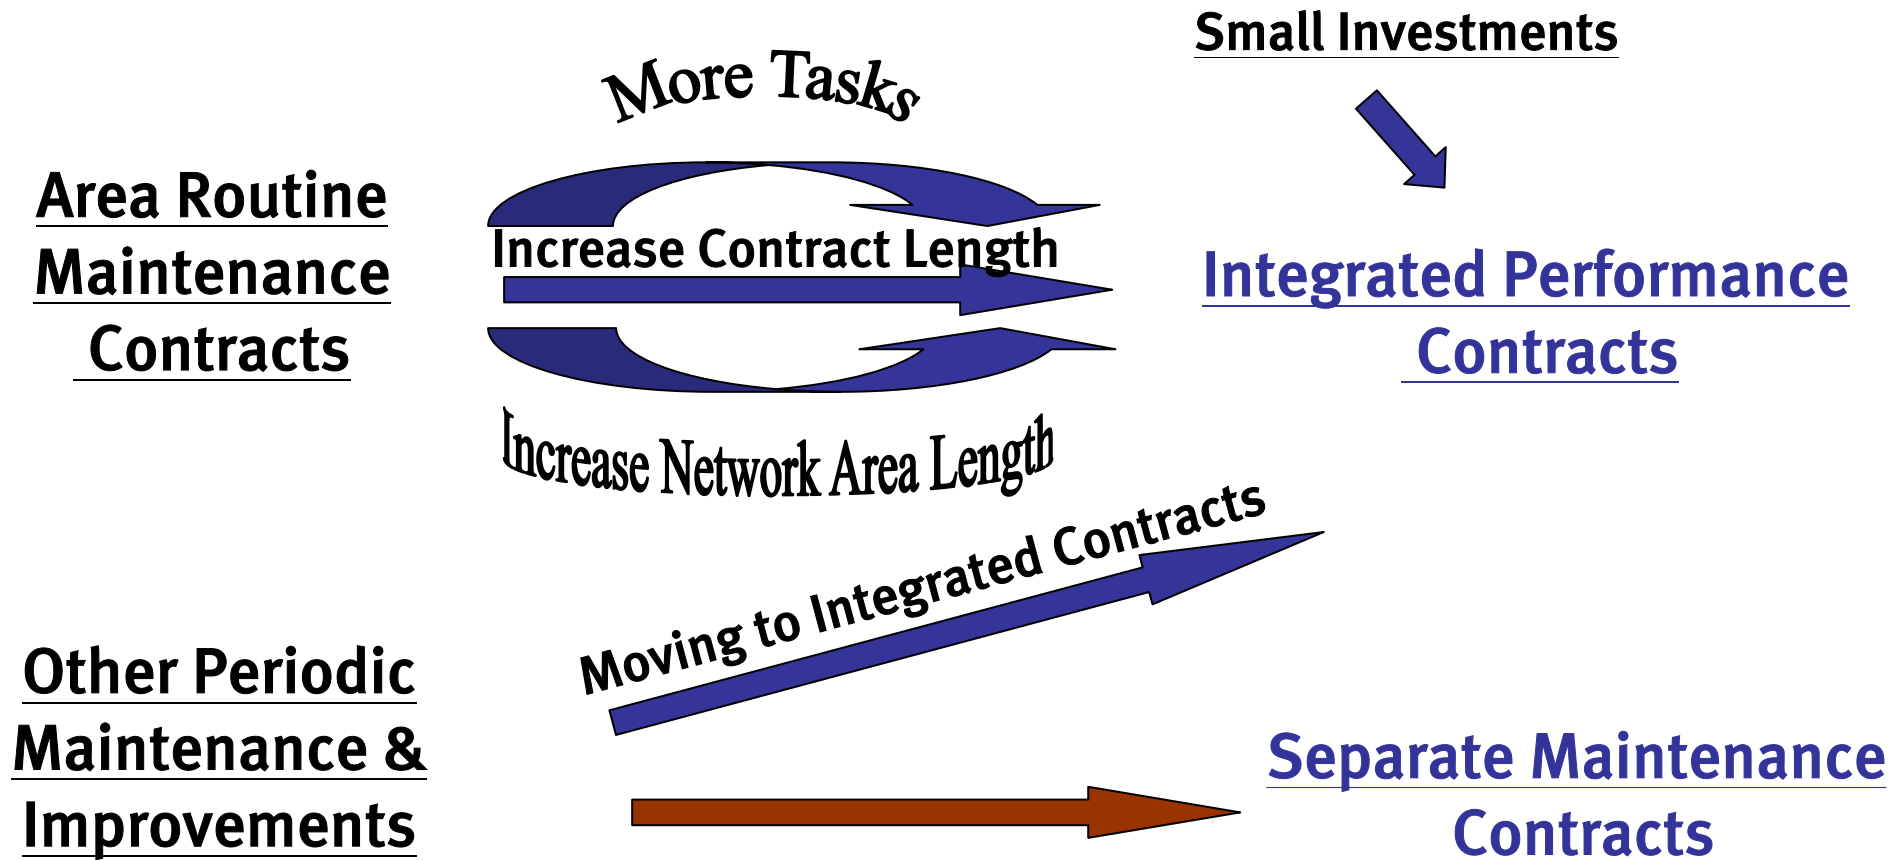 Small Investments
More Tasks
Area Routine
Maintenance
Contracts
Increase Contract Length
Integrated Performance
Contracts
Increase Network Area Length
Moving to Integrated Contracts
Other Periodic
Maintenance &
Improvements
Separate Maintenance
Contracts